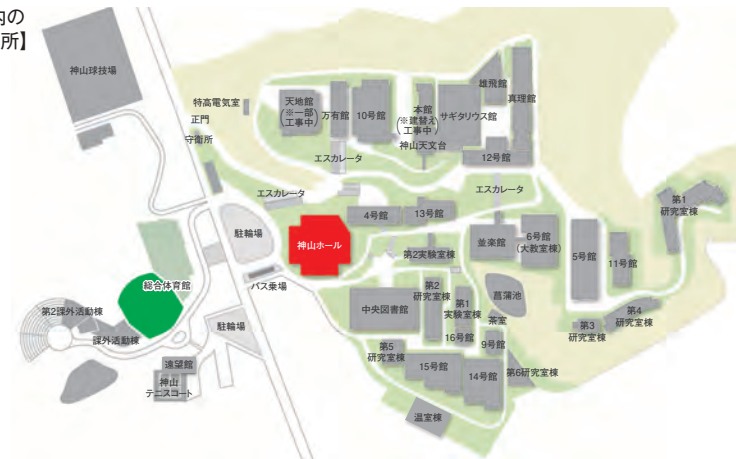 内の
所】
神山球技場
特高電気室
正門
守衛所
天地館
(※一部
工事中)
万有館
10号館
本館
(※建替え
工事中)
神山天文台
サギタリウス館
雄飛館
真理館
12号館
エスカレータ
エスカレータ
エスカレータ
第1
研究室棟
駐輪場
神山ホール
4号館
13号館
第2実験室棟
並楽館
6号館
(大教室棟)
5号館
11号館
バス乗場
総合体育館
第2課外活動棟
課外活動棟
駐輪場
遠望館
神山
テニスコート
中央図書館
第2
研究室棟
第1
実験室棟
16号館
菖蒲池
茶室
9号館
第3
研究室棟
第4
研究室棟
第5
研究室棟
15号館
14号館
第6研究室棟
温室棟